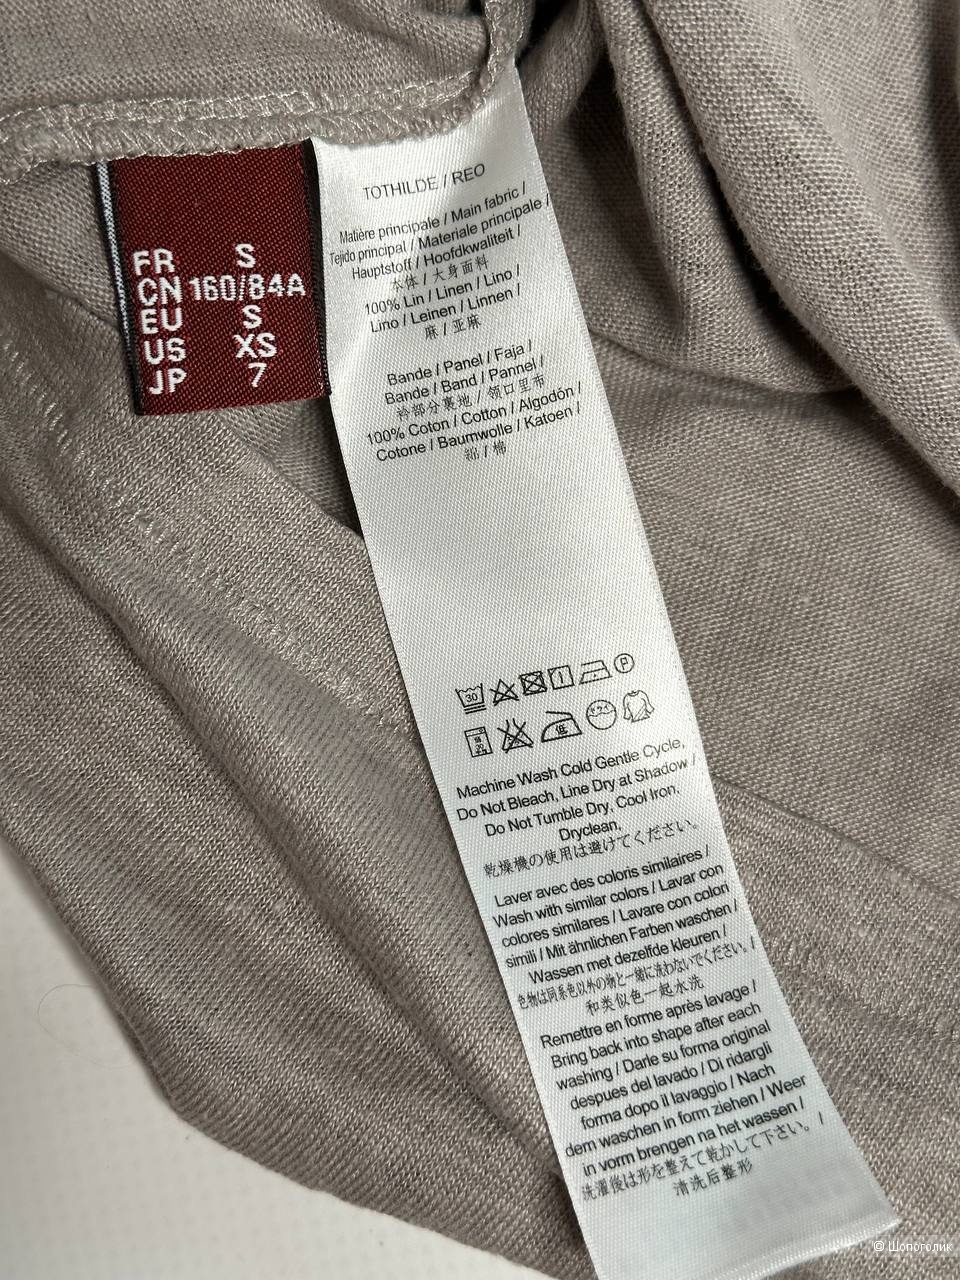 FR S
CN 160/84A
EU S
US XS
JP 7
TOTHILDE / REO
Matière principale / Main fabric /
Tejido principal / Materiale principale /
Hauptstoff / Hoofdkwaliteit /
本体 / 大身面料
100% Lin / Linen / Lino /
Lino / Leinen / Linnen /
麻 / 亚麻
Bande / Panel / Faja /
Bande / Band / Pannel /
衿部分裏地 / 领口里布
100% Coton / Cotton / Algodón /
Cotone / Baumwolle / Katoen /
綿 / 棉
30 P
ドライ
Machine Wash Cold Gentle Cycle,
Do Not Bleach, Line Dry at Shadow /
Do Not Tumble Dry, Cool Iron,
Dryclean,
乾燥機の使用は避けてください。
Laver avec des coloris similaires /
Wash with similar colors / Lavar con
colores similares / Lavare con colori
simili / Mit ähnlichen Farben waschen /
Wassen met dezelfde kleuren /
色物は同系色以外の物と一緒に洗わないでください。 /
和类似色一起水洗
Remettre en forme après lavage /
Bring back into shape after each
washing / Darle su forma original
despues del lavado / Di ridargli
forma dopo il lavaggio / Nach
dem waschen in form ziehen / Weer
in vorm brengen na het wassen /
洗濯後は形を整えて乾かして下さい。 /
清洗后整形
© Шопоголик